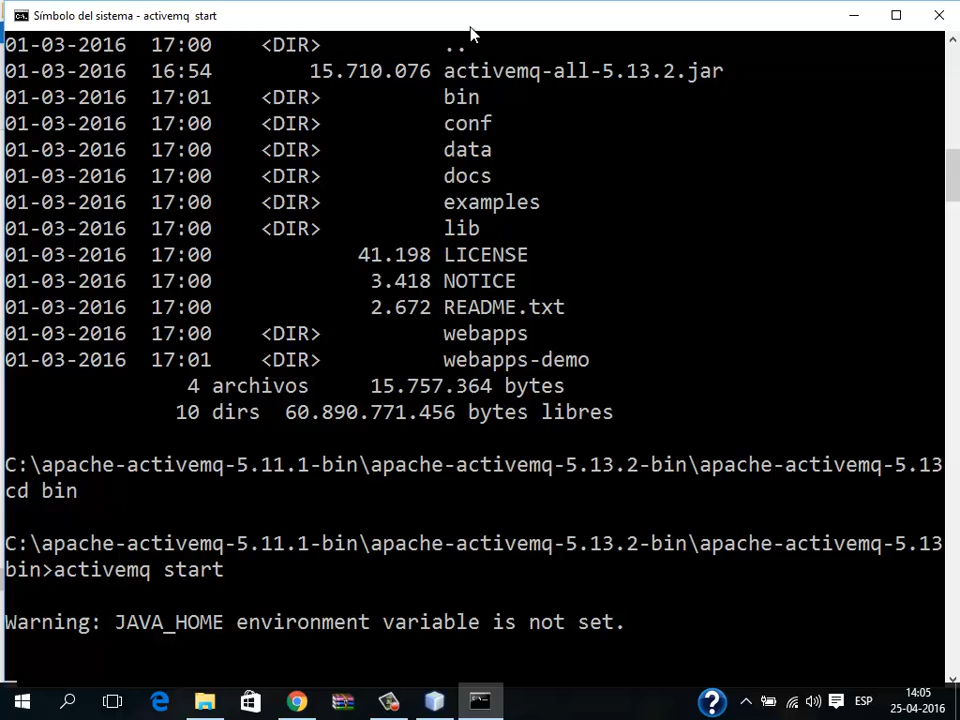 Símbolo del sistema - activemq  start
01-03-2016  17:00    <DIR>          ..
01-03-2016  16:54        15.710.076 activemq-all-5.13.2.jar
01-03-2016  17:01    <DIR>          bin
01-03-2016  17:00    <DIR>          conf
01-03-2016  17:00    <DIR>          data
01-03-2016  17:00    <DIR>          docs
01-03-2016  17:00    <DIR>          examples
01-03-2016  17:00    <DIR>          lib
01-03-2016  17:00            41.198 LICENSE
01-03-2016  17:00             3.418 NOTICE
01-03-2016  17:00             2.672 README.txt
01-03-2016  17:00    <DIR>          webapps
01-03-2016  17:01    <DIR>          webapps-demo
4 archivos     15.757.364 bytes
10 dirs  60.890.771.456 bytes libres
C:\apache-activemq-5.11.1-bin\apache-activemq-5.13.2-bin\apache-activemq-5.13
cd bin
C:\apache-activemq-5.11.1-bin\apache-activemq-5.13.2-bin\apache-activemq-5.13
bin>activemq start
Warning: JAVA_HOME environment variable is not set.
ESP
14:05
25-04-2016